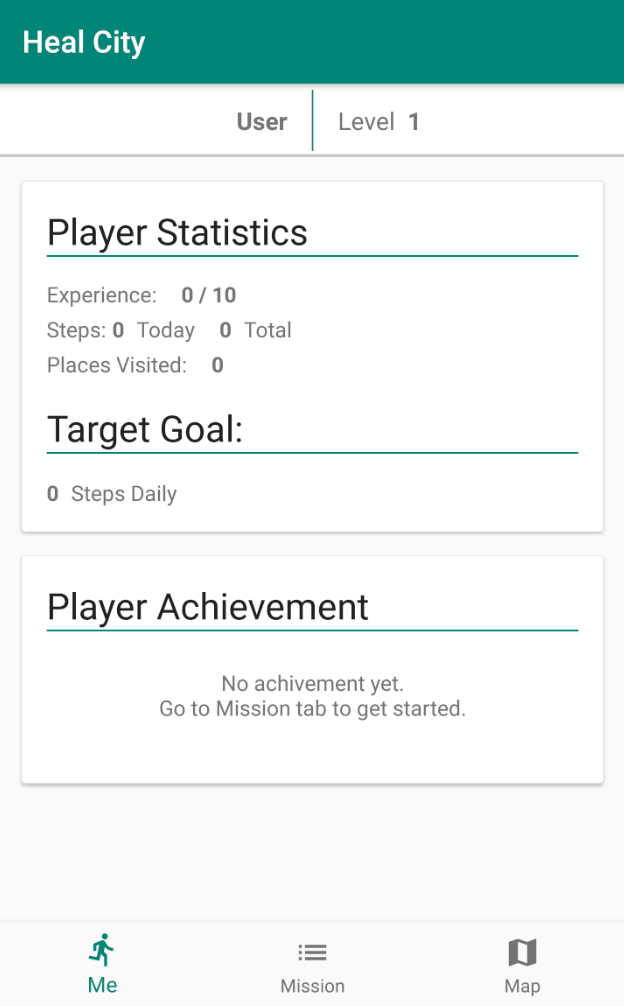 Heal City
User Level 1
Player Statistics
Experience: 0 / 10
Steps: 0 Today 0 Total
Places Visited: 0
Target Goal:
0 Steps Daily
Player Achievement
No achivement yet.
Go to Mission tab to get started.
Me Mission Map